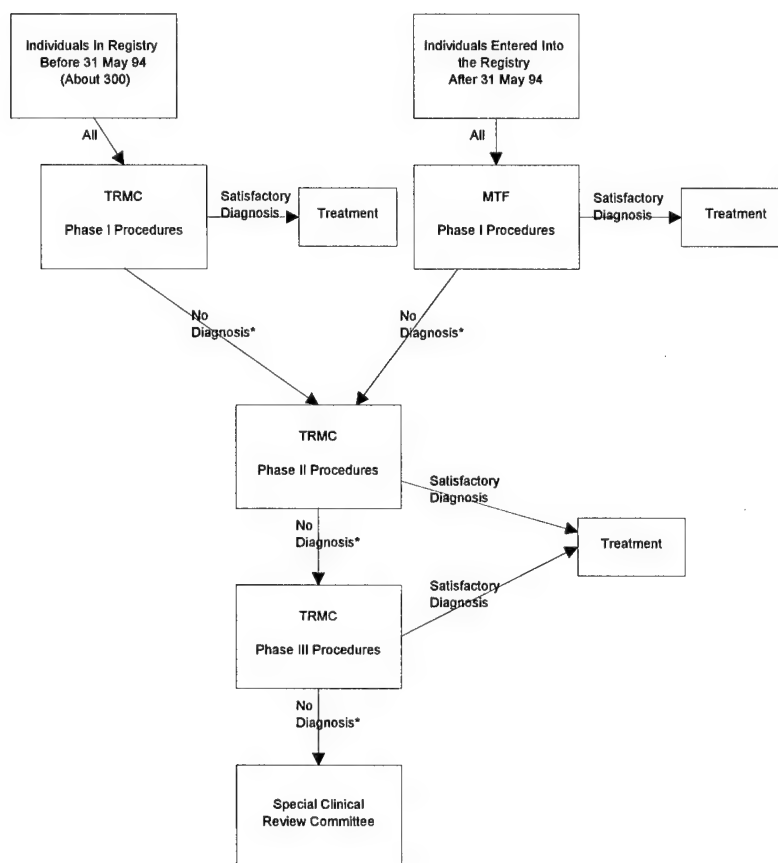 Individuals In Registry
Before 31 May 94
(About 300)
Individuals Entered Into
the Registry
After 31 May 94
All
All
TRMC
Phase I Procedures
Satisfactory
Diagnosis
Treatment
MTF
Phase I Procedures
Satisfactory
Diagnosis
Treatment
No
Diagnosis*
No
Diagnosis*
TRMC
Phase II Procedures
Satisfactory
Diagnosis
No
Diagnosis*
Treatment
TRMC
Phase III Procedures
Satisfactory
Diagnosis
No
Diagnosis*
Special Clinical
Review Committee